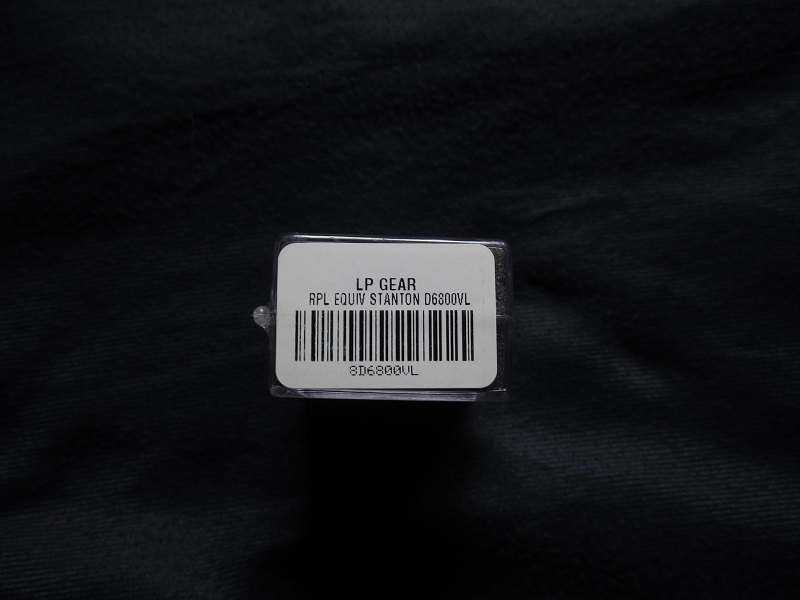 LP GEAR
RPL EQUIV STANTON D6800VL
8D6800VL